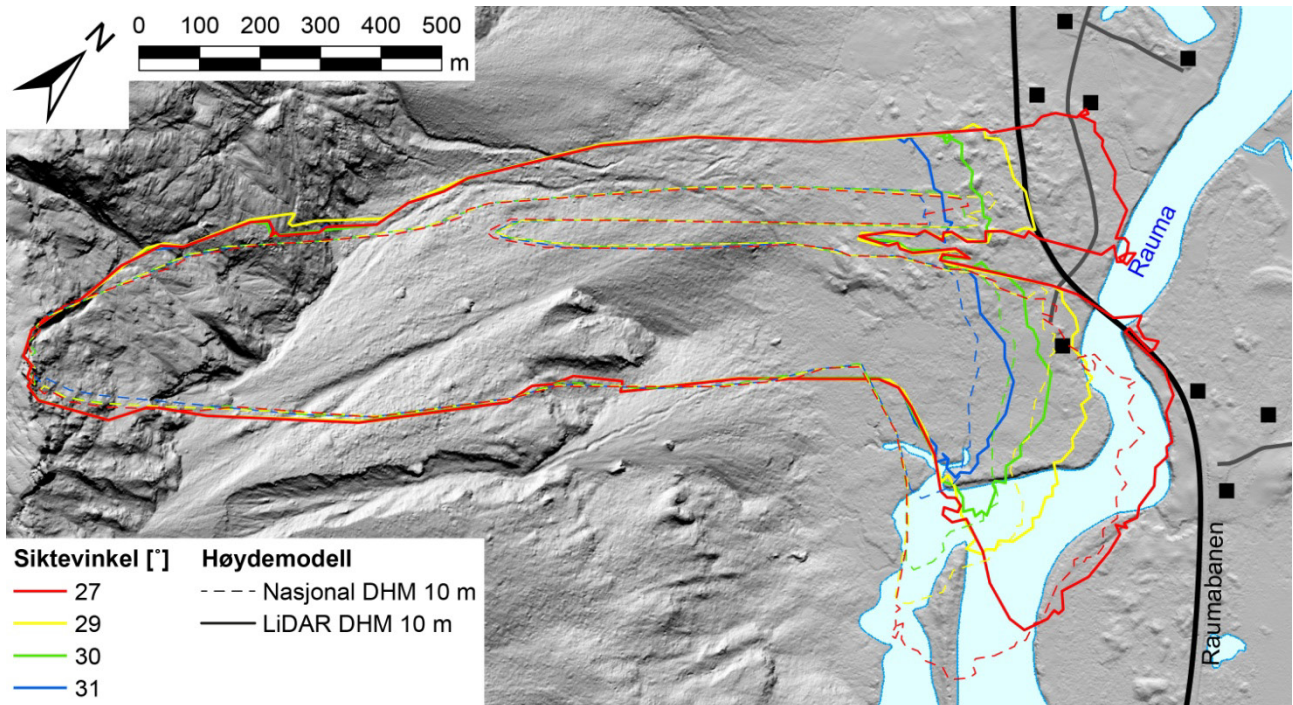 N
0 100 200 300 400 500
m
Rauma
Raumabanen
Siktevinkel [°] Høydemodell
27 Nasjonal DHM 10 m
29 LiDAR DHM 10 m
30
31